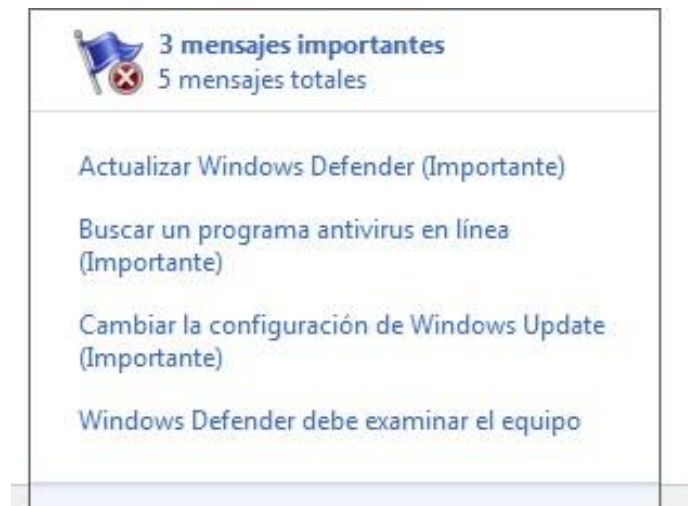 3 mensajes importantes
5 mensajes totales
Actualizar Windows Defender (Importante)
Buscar un programa antivirus en línea
(Importante)
Cambiar la configuración de Windows Update
(Importante)
Windows Defender debe examinar el equipo